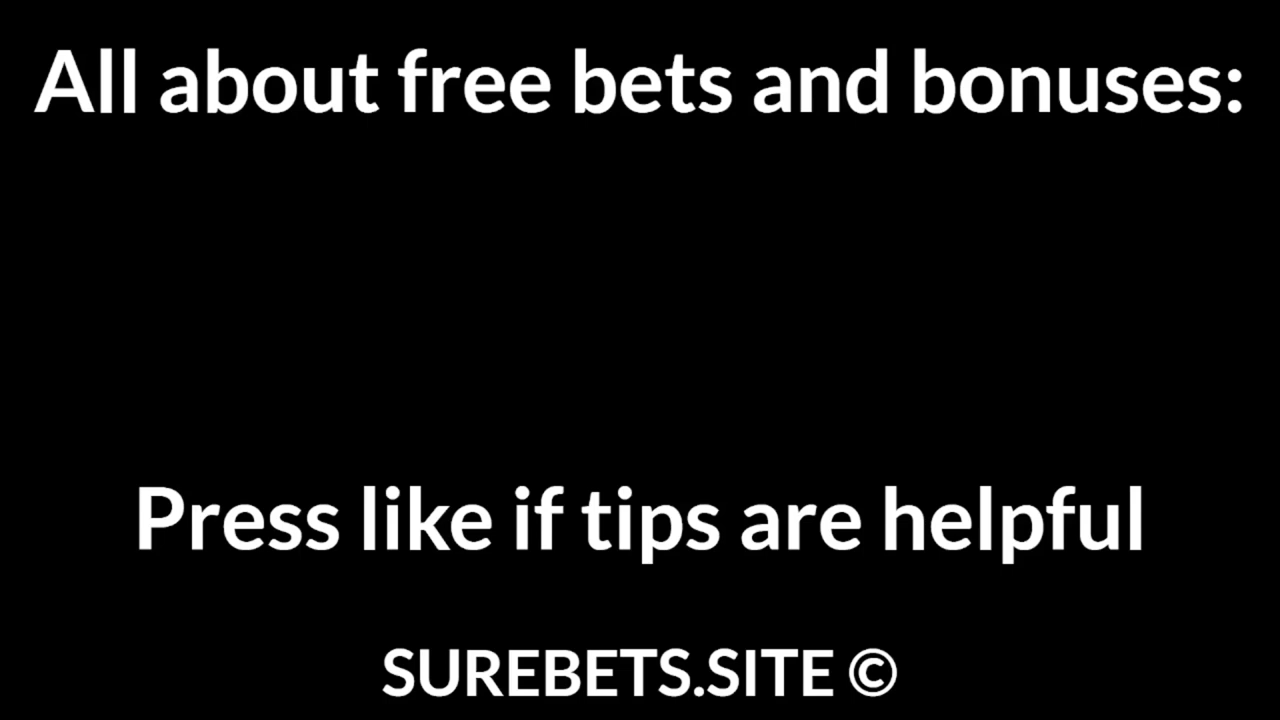 All about free bets and bonuses:
Press like if tips are helpful
SUREBETS.SITE ©